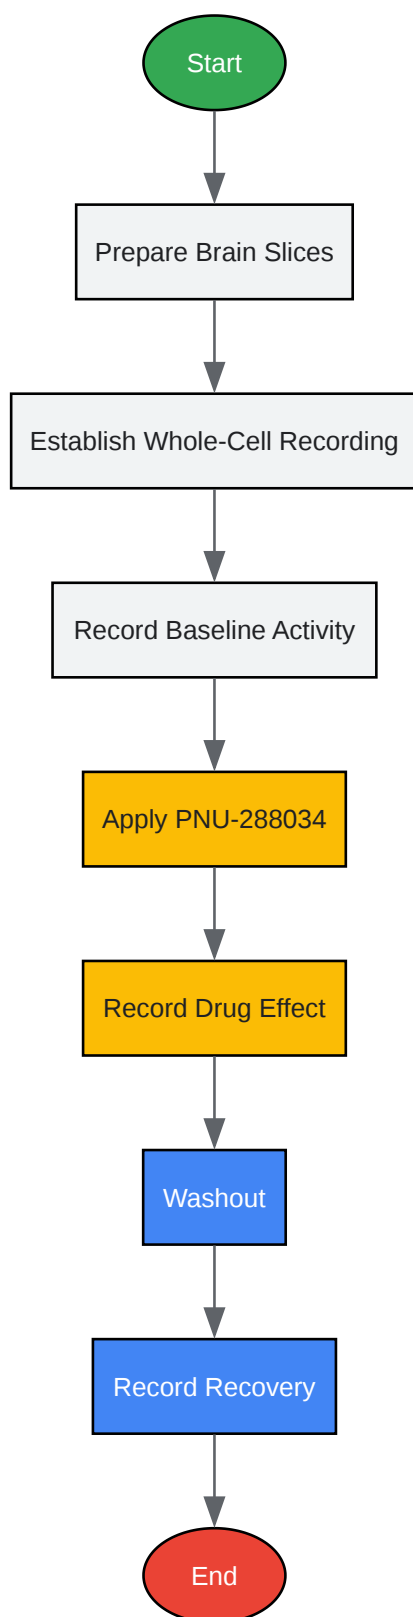 Start
Prepare Brain Slices
Establish Whole-Cell Recording
Record Baseline Activity
Apply PNU-288034
Record Drug Effect
Washout
Record Recovery
End